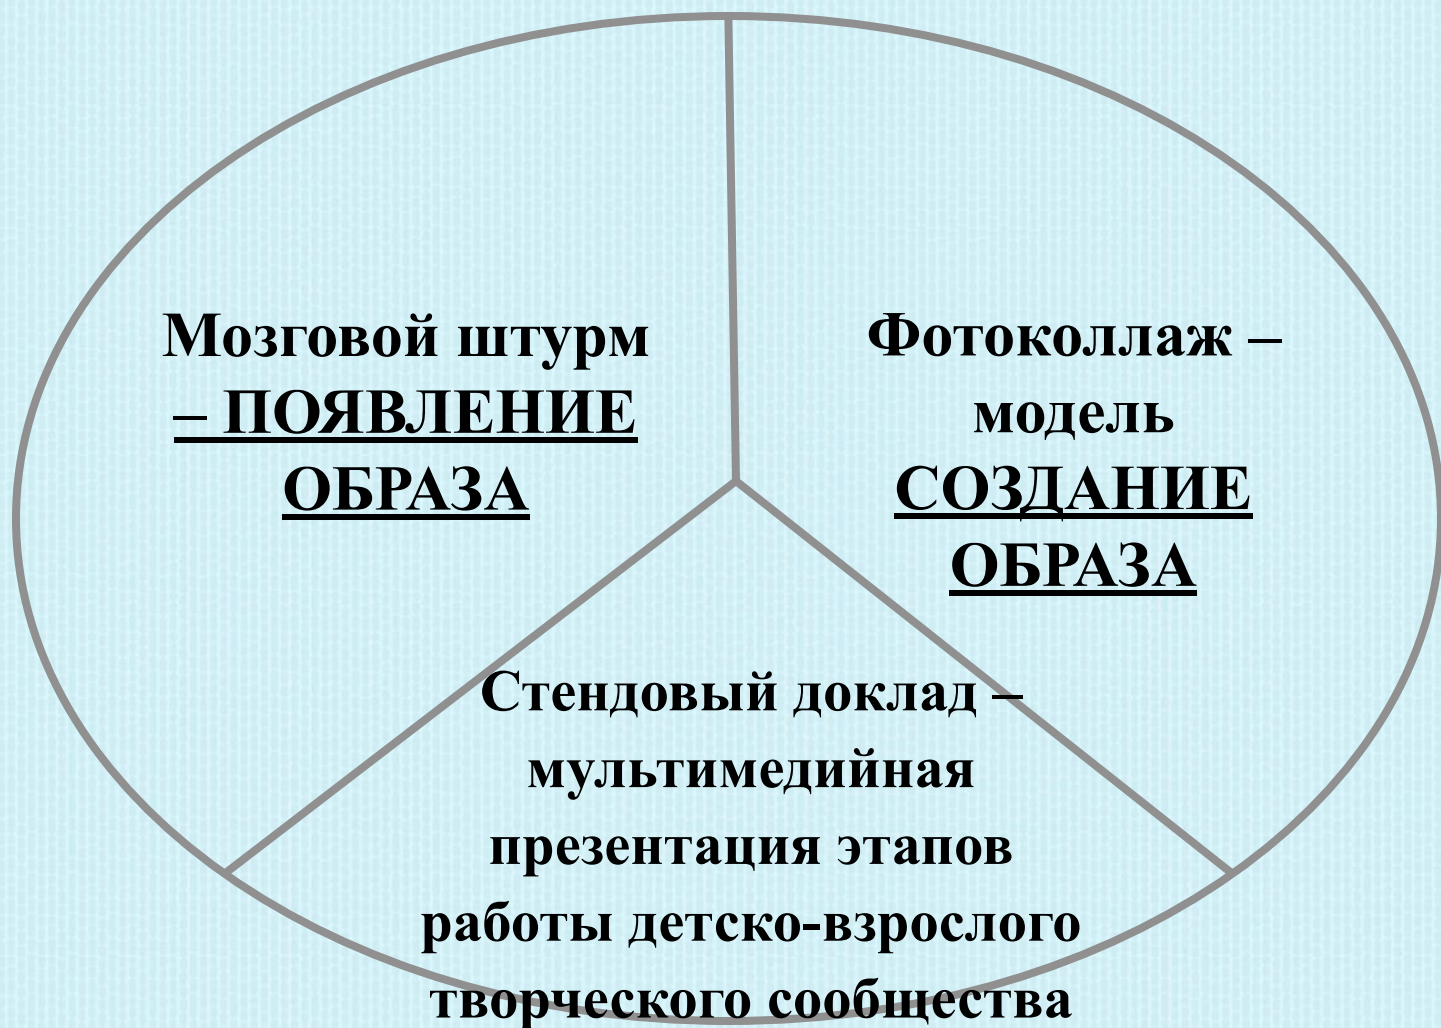 Мозговой штурм
– ПОЯВЛЕНИЕ
ОБРАЗА
Фотоколлаж –
модель
СОЗДАНИЕ
ОБРАЗА
Стендовый доклад –
мультимедийная
презентация этапов
работы детско-взрослого
творческого сообщества